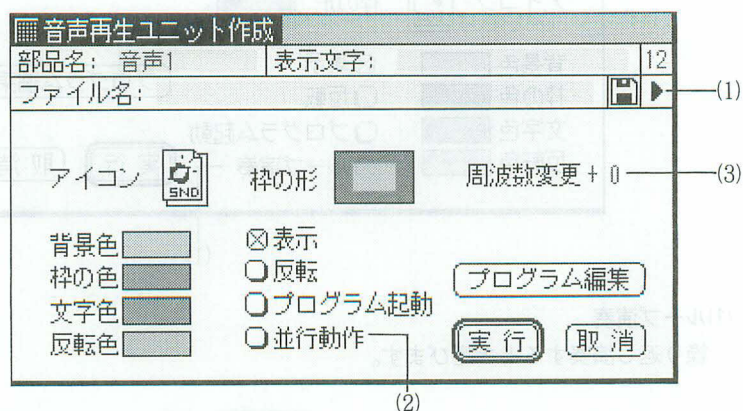 音声再生ユニット作成
部品名: 音声1 表示文字: 12
ファイル名: (1)
アイコン SND 枠の形 周波数変更 + 0 (3)
背景色 表示
枠の色 反転 プログラム編集
文字色 プログラム起動
反転色 並行動作 実行 取消
(2)